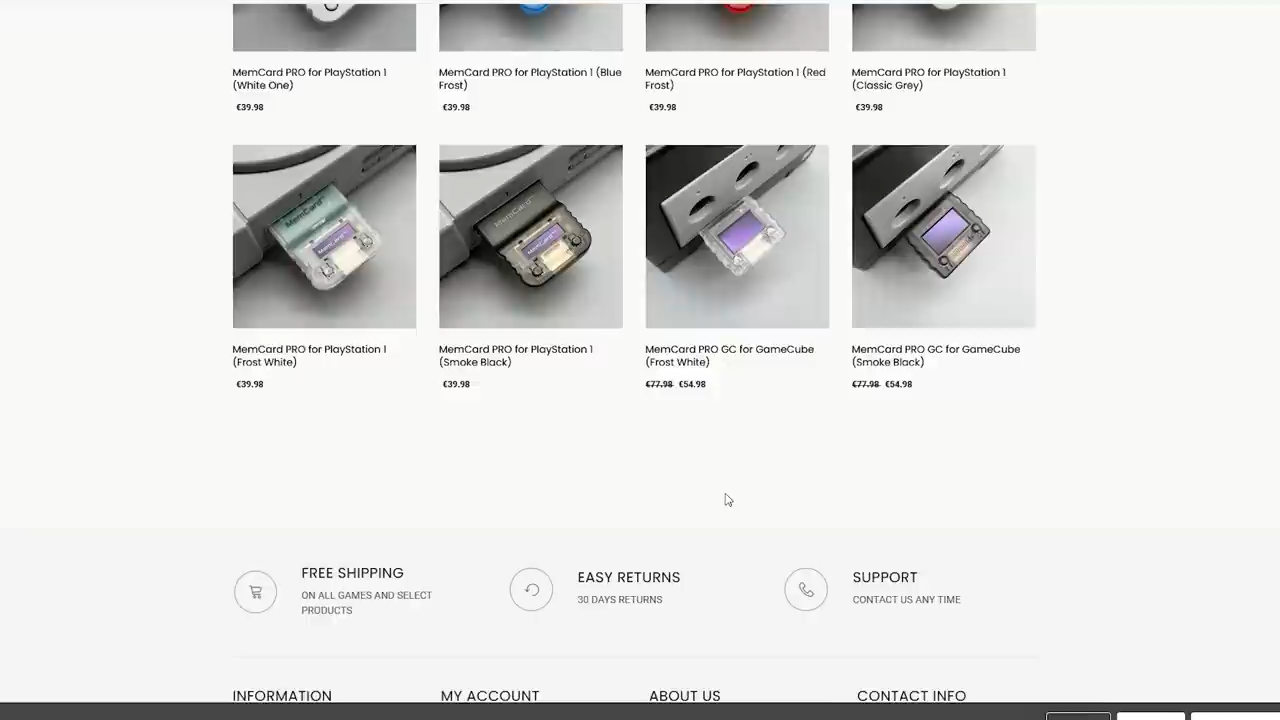 MemCard PRO for PlayStation 1
(White One)
€39.98
MemCard PRO for PlayStation 1 (Blue
Frost)
€39.98
MemCard PRO for PlayStation 1 (Red
Frost)
€39.98
MemCard PRO for PlayStation 1
(Classic Grey)
€39.98
MemCard
MemCard
MemCard PRO for PlayStation 1
(Frost White)
€39.98
MemCard
MemCard
MemCard PRO for PlayStation 1
(Smoke Black)
€39.98
MemCard PRO GC for GameCube
(Frost White)
€77.98 €54.98
MemCard PRO GC for GameCube
(Smoke Black)
€77.98 €54.98
FREE SHIPPING
ON ALL GAMES AND SELECT
PRODUCTS
EASY RETURNS
30 DAYS RETURNS
SUPPORT
CONTACT US ANY TIME
INFORMATION
MY ACCOUNT
ABOUT US
CONTACT INFO